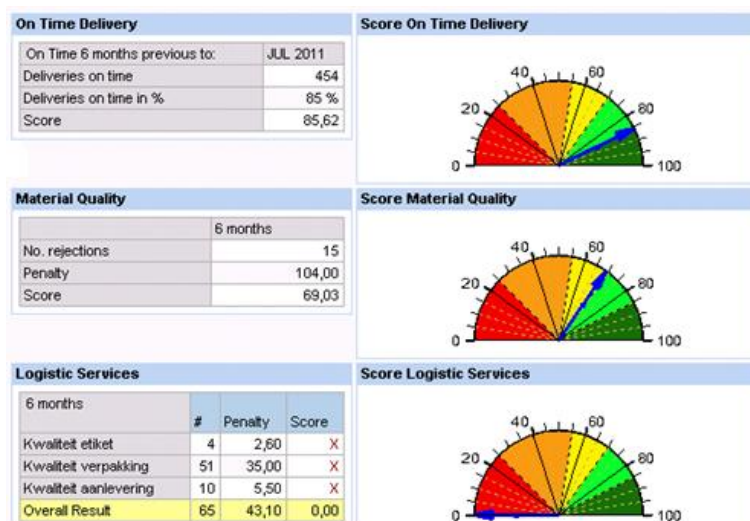 On Time Delivery
On Time 6 months previous to: JUL 2011
Deliveries on time 454
Deliveries on time in % 85 %
Score 85,62
Score On Time Delivery
0 20 40 60 80 100
Material Quality
6 months
No. rejections 15
Penalty 104,00
Score 69,03
Score Material Quality
0 20 40 60 80 100
Logistic Services
6 months # Penalty Score
Kwaliteit etiket 4 2,60 X
Kwaliteit verpakking 51 35,00 X
Kwaliteit aanlevering 10 5,50 X
Overall Result 65 43,10 0,00
Score Logistic Services
0 20 40 60 80 100